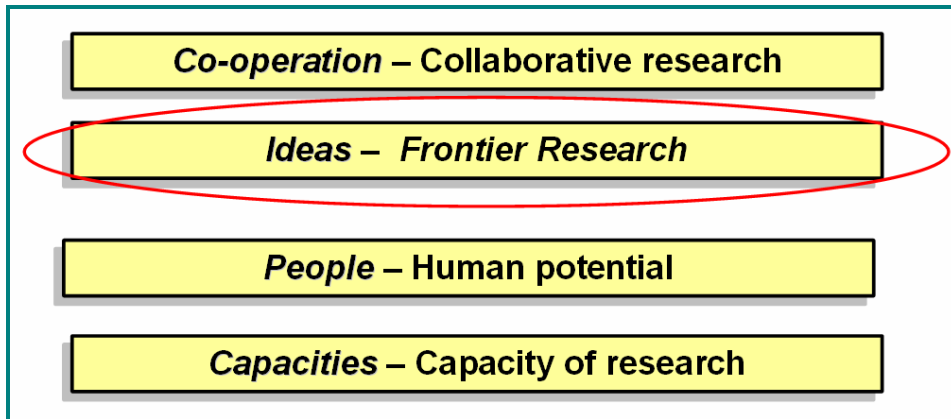 Co-operation – Collaborative research
Ideas – Frontier Research
People – Human potential
Capacities – Capacity of research